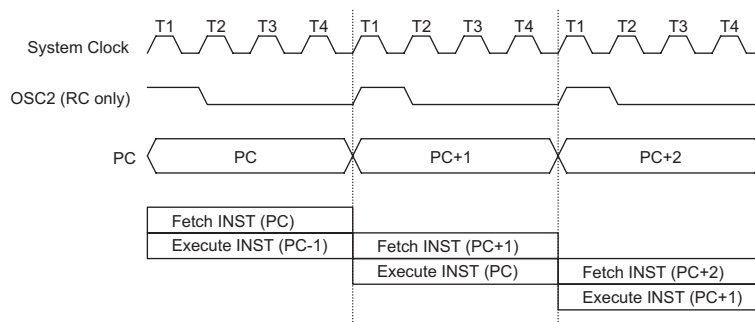 T1 T2 T3 T4 T1 T2 T3 T4 T1 T2 T3 T4
System Clock
OSC2 (RC only)
PC PC PC+1 PC+2
Fetch INST (PC)
Execute INST (PC-1) Fetch INST (PC+1)
Execute INST (PC) Fetch INST (PC+2)
Execute INST (PC+1)